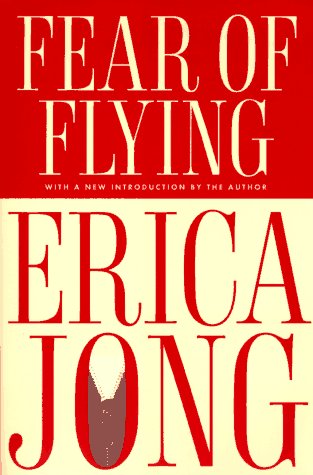 FEAR OF
FLYING
WITH A NEW INTRODUCTION BY THE AUTHOR
ERICA
JONG